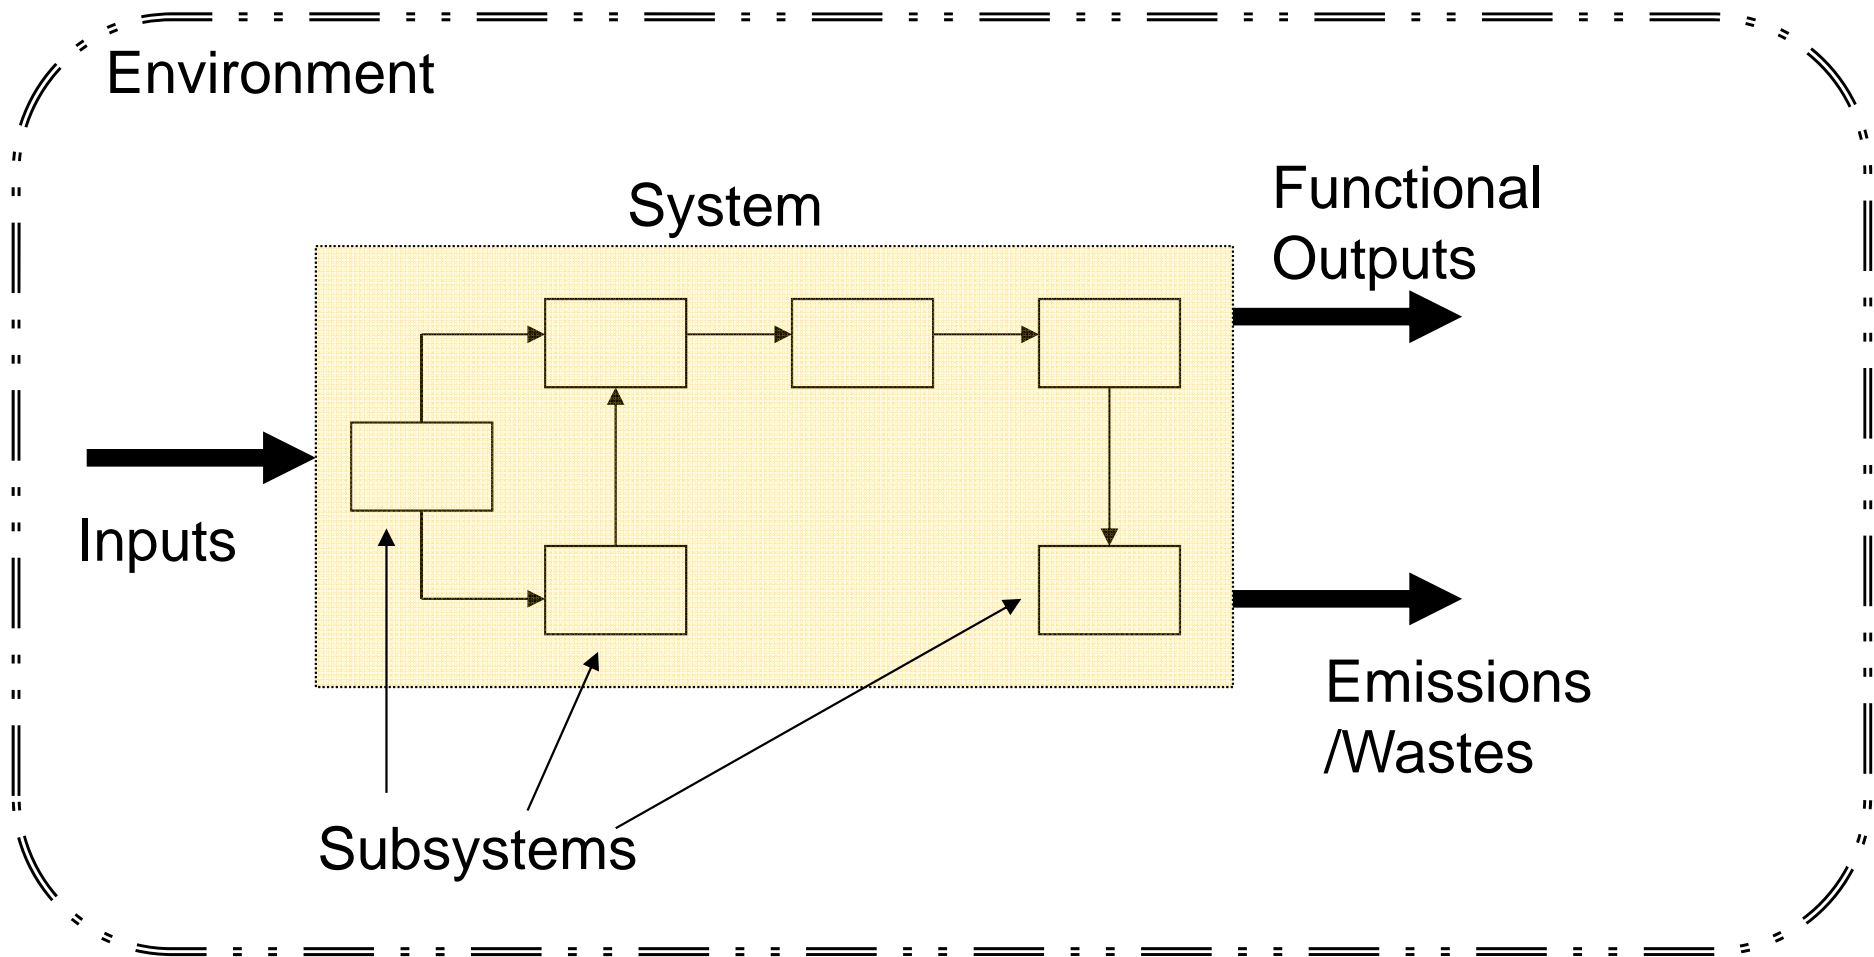 Environment
System
Functional
Outputs
Inputs
Emissions
/Wastes
Subsystems